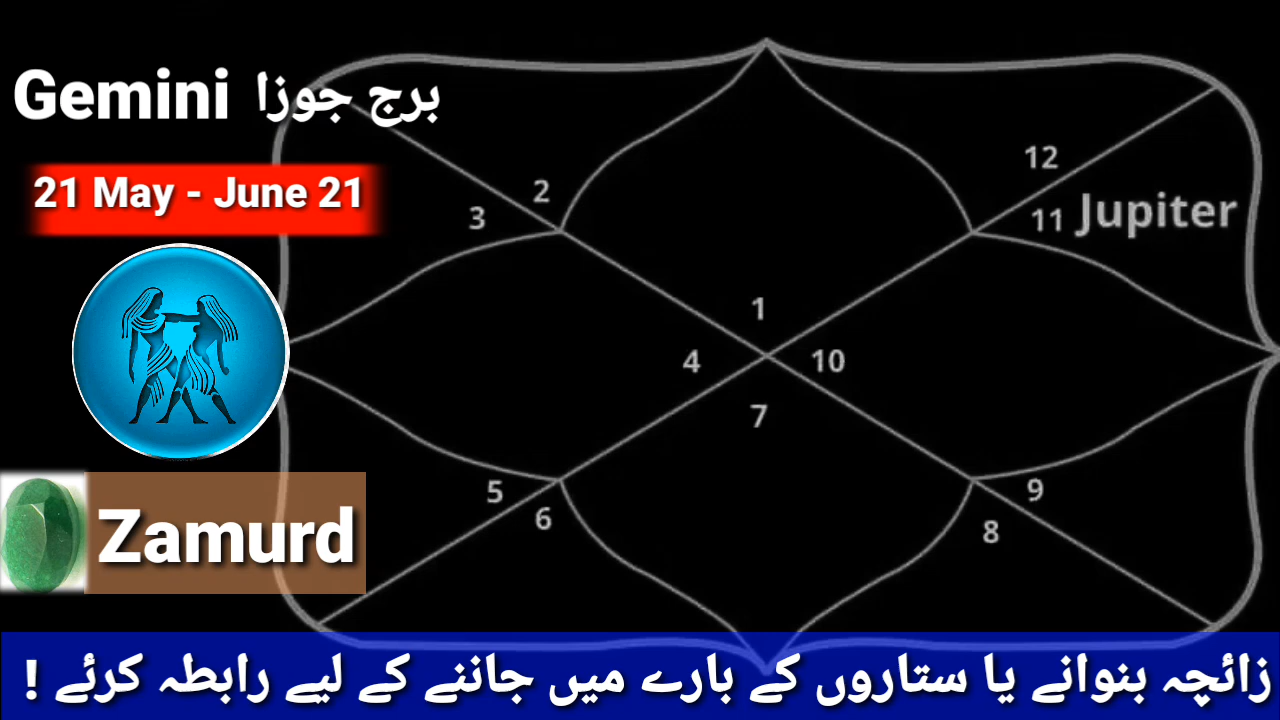 Gemini برج جوزا
21 May - June 21
12
11 Jupiter
2
3
1
4
10
7
5
6
9
8
Zamurd
زائچہ بنوانے یا ستاروں کے بارے میں جاننے کے لیے رابطہ کرئے !